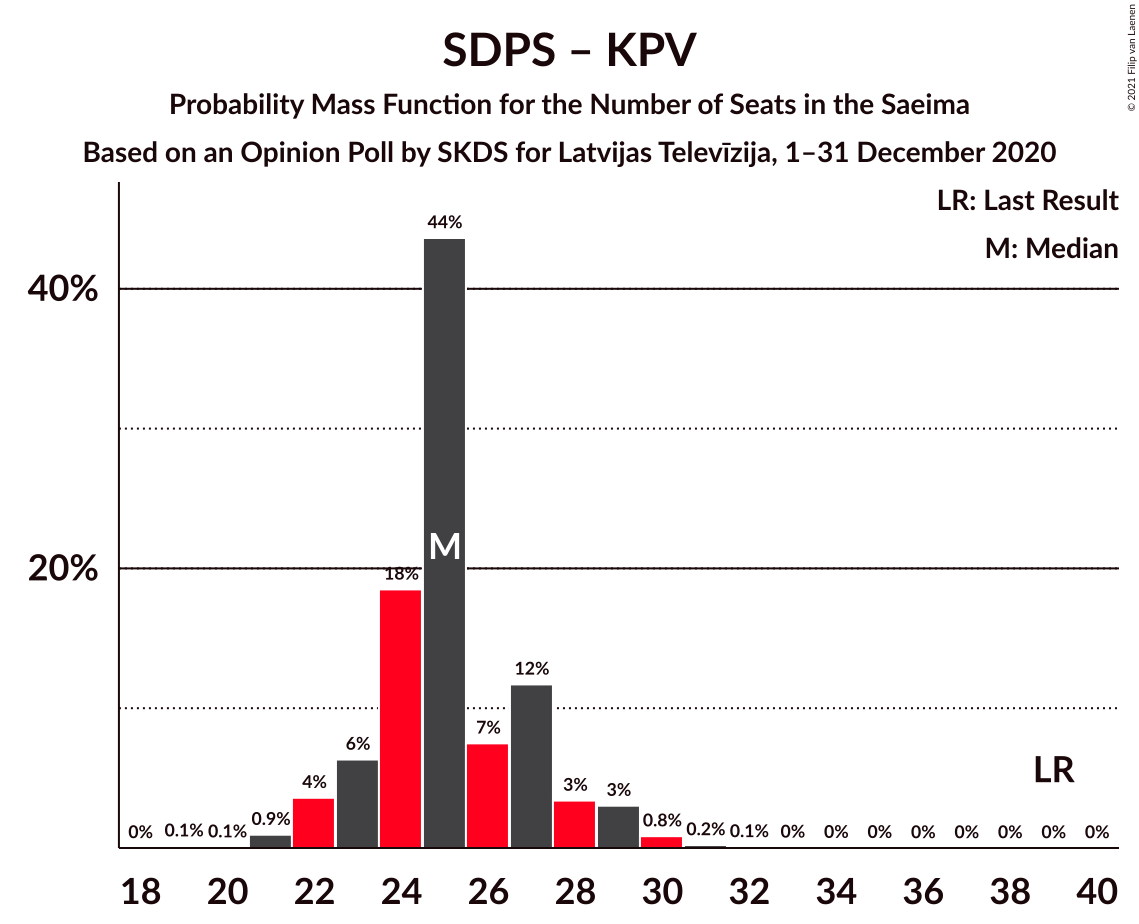 SDPS – KPV
Probability Mass Function for the Number of Seats in the Saeima
Based on an Opinion Poll by SKDS for Latvijas Televīzija, 1–31 December 2020
© 2021 Filip van Laenen
LR: Last Result
M: Median
40%
20%
0% 0.1% 0.1% 0.9% 4% 6% 18% 44% 7% 12% 3% 3% 0.8% 0.2% 0.1% 0% 0% 0% 0% 0% 0% 0% 0%
M
LR
18 20 22 24 26 28 30 32 34 36 38 40